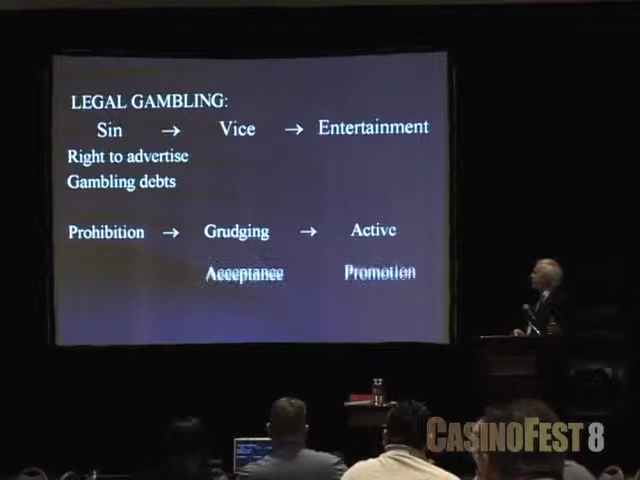 LEGAL GAMBLING:
Sin → Vice → Entertainment
Right to advertise
Gambling debts
Prohibition → Grudging → Active
Acceptance Promotion
CASINOFEST 8